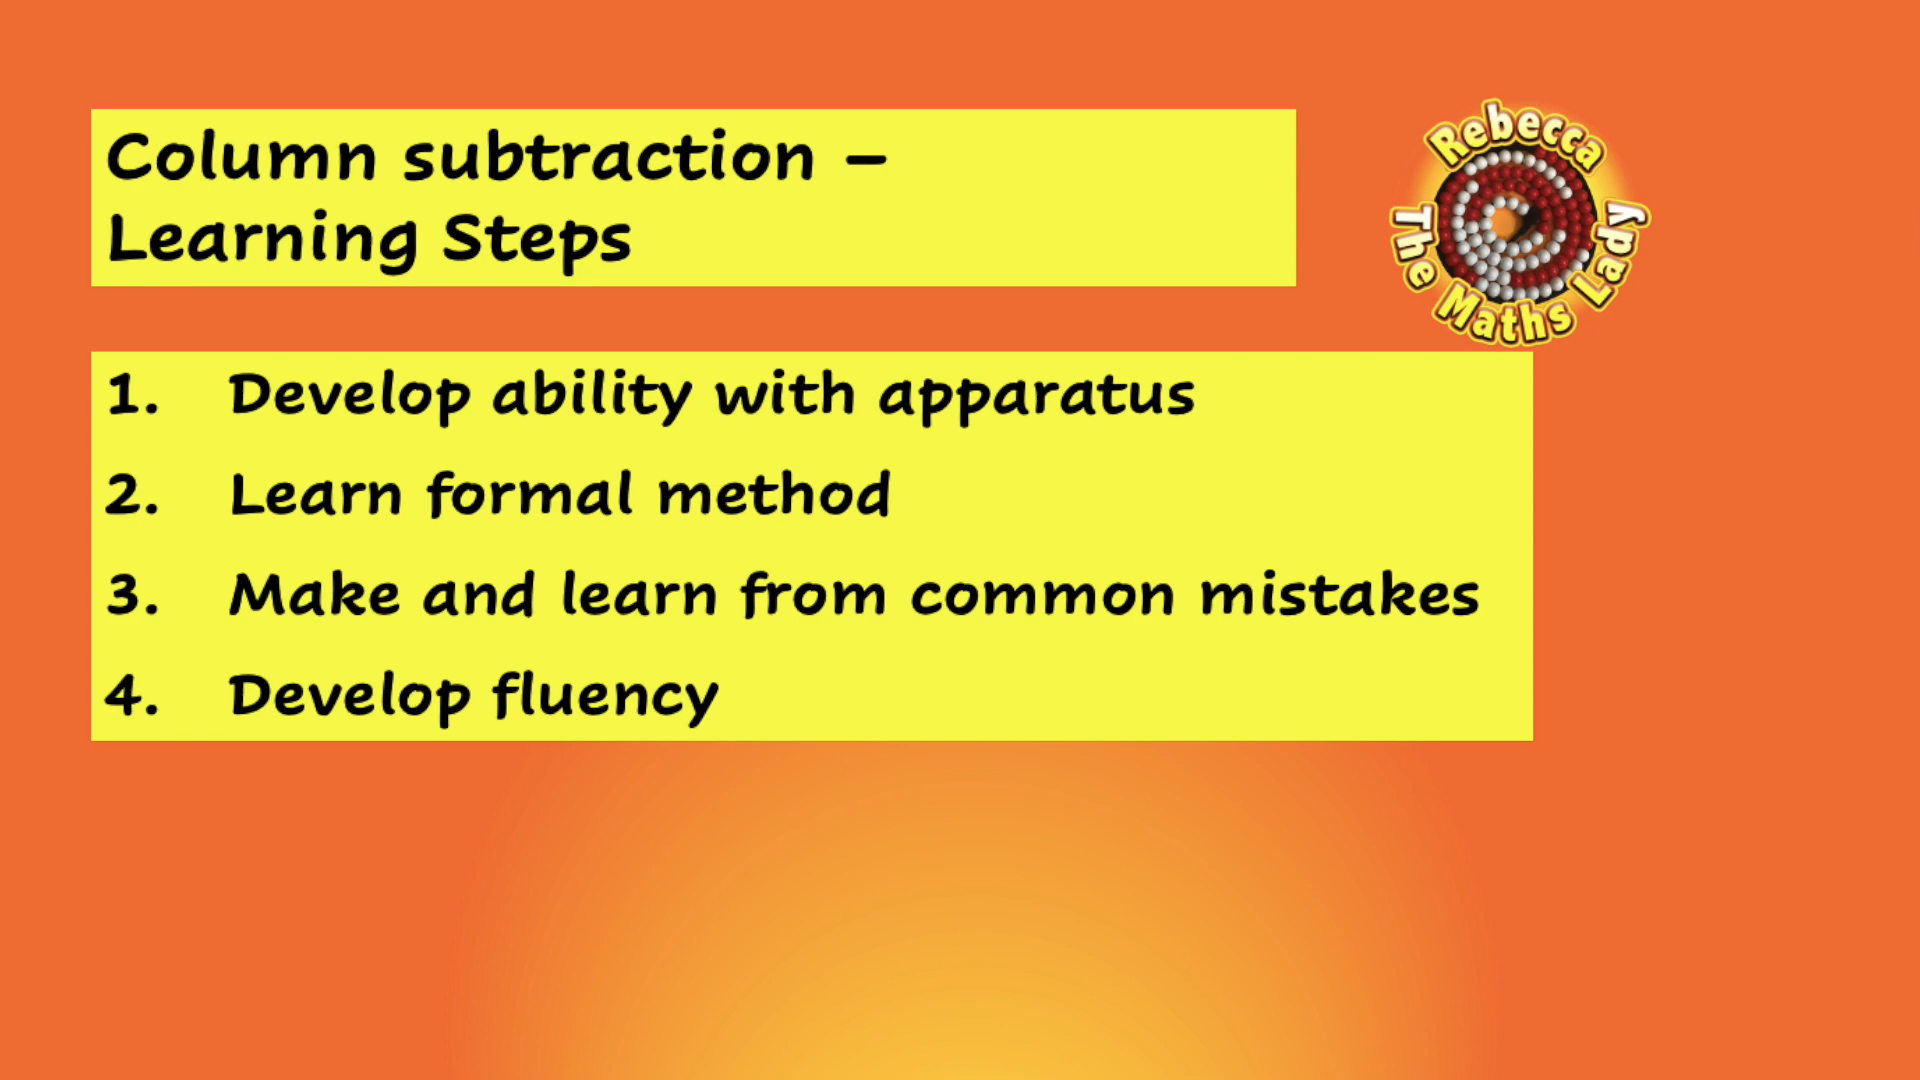 Column subtraction –
Learning Steps
Rebecca
The Maths Lady
1. Develop ability with apparatus
2. Learn formal method
3. Make and learn from common mistakes
4. Develop fluency